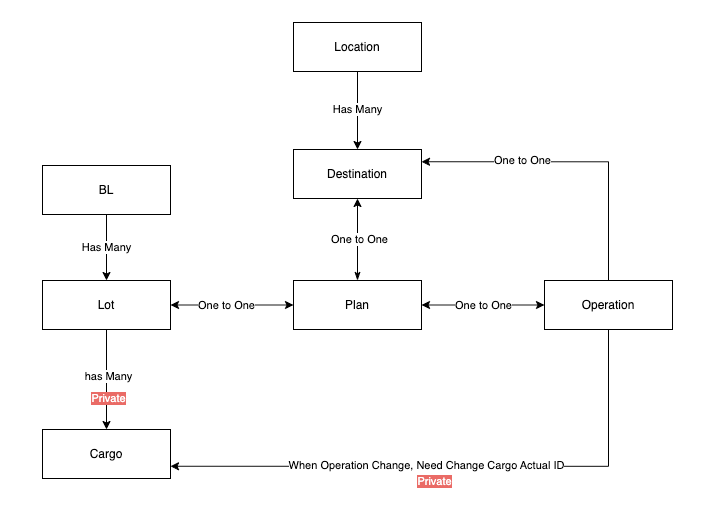 Location
Has Many
Destination
One to One
BL
Has Many
One to One
Lot
One to One
Plan
One to One
Operation
has Many
Private
Cargo
When Operation Change, Need Change Cargo Actual ID
Private